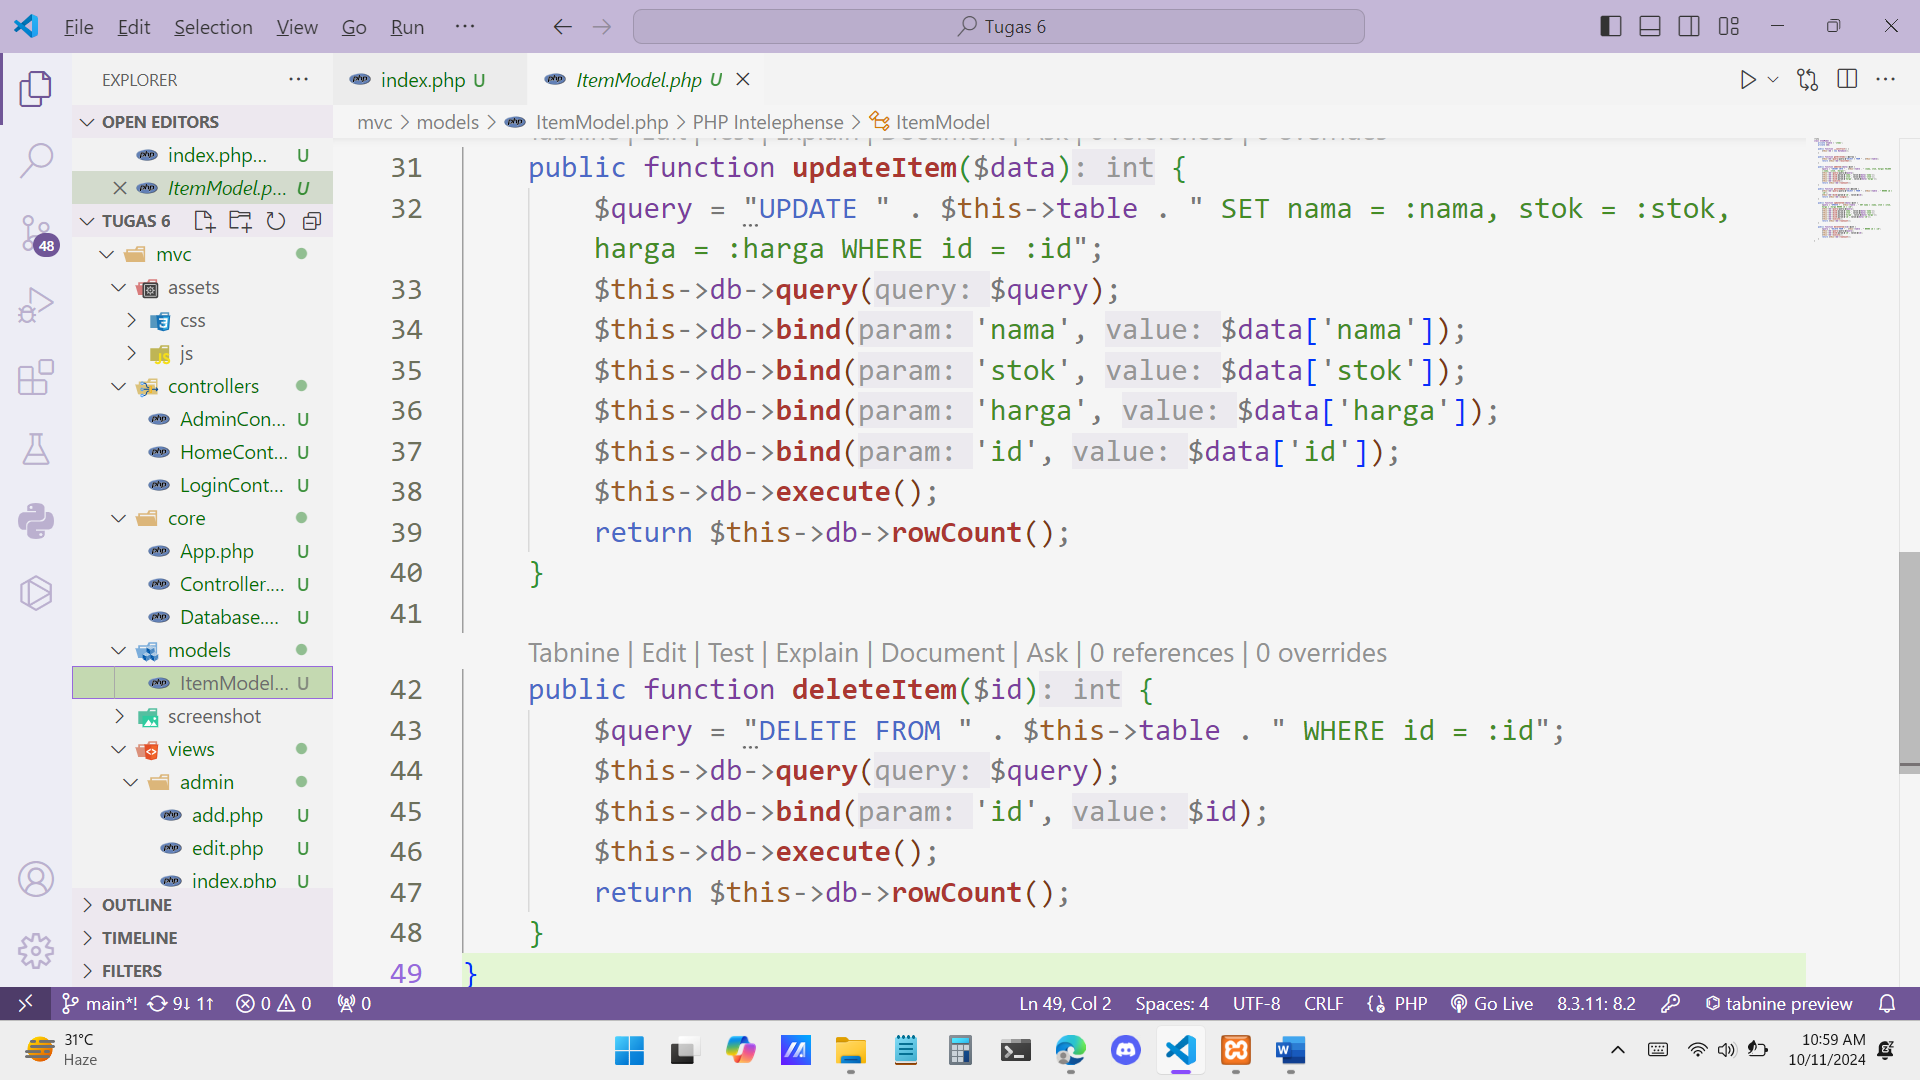 File Edit Selection View Go Run ··· Tugas 6
EXPLORER ···
OPEN EDITORS
index.php... U
ItemModel.p... U
TUGAS 6
mvc
assets
css
js
controllers
AdminCon... U
HomeCont... U
LoginCont... U
core
App.php U
Controller.... U
Database.... U
models
ItemModel... U
screenshot
views
admin
add.php U
edit.php U
index.php U
OUTLINE
TIMELINE
FILTERS
48
index.php U ItemModel.php U
mvc > models > ItemModel.php > PHP Intelephense > ItemModel
Tabnine | Edit | Test | Explain | Document | Ask | 0 references | 0 overrides
31 public function updateItem($data): int {
32 $query = "UPDATE " . $this->table . " SET nama = :nama, stok = :stok,
harga = :harga WHERE id = :id";
33 $this->db->query(query: $query);
34 $this->db->bind(param: 'nama', value: $data['nama']);
35 $this->db->bind(param: 'stok', value: $data['stok']);
36 $this->db->bind(param: 'harga', value: $data['harga']);
37 $this->db->bind(param: 'id', value: $data['id']);
38 $this->db->execute();
39 return $this->db->rowCount();
40 }
41
Tabnine | Edit | Test | Explain | Document | Ask | 0 references | 0 overrides
42 public function deleteItem($id): int {
43 $query = "DELETE FROM " . $this->table . " WHERE id = :id";
44 $this->db->query(query: $query);
45 $this->db->bind(param: 'id', value: $id);
46 $this->db->execute();
47 return $this->db->rowCount();
48 }
49 }
main*! 9↓ 1↑ 0 0 0 Ln 49, Col 2 Spaces: 4 UTF-8 CRLF PHP Go Live 8.3.11: 8.2 tabnine preview
31°C
Haze
10:59 AM
10/11/2024